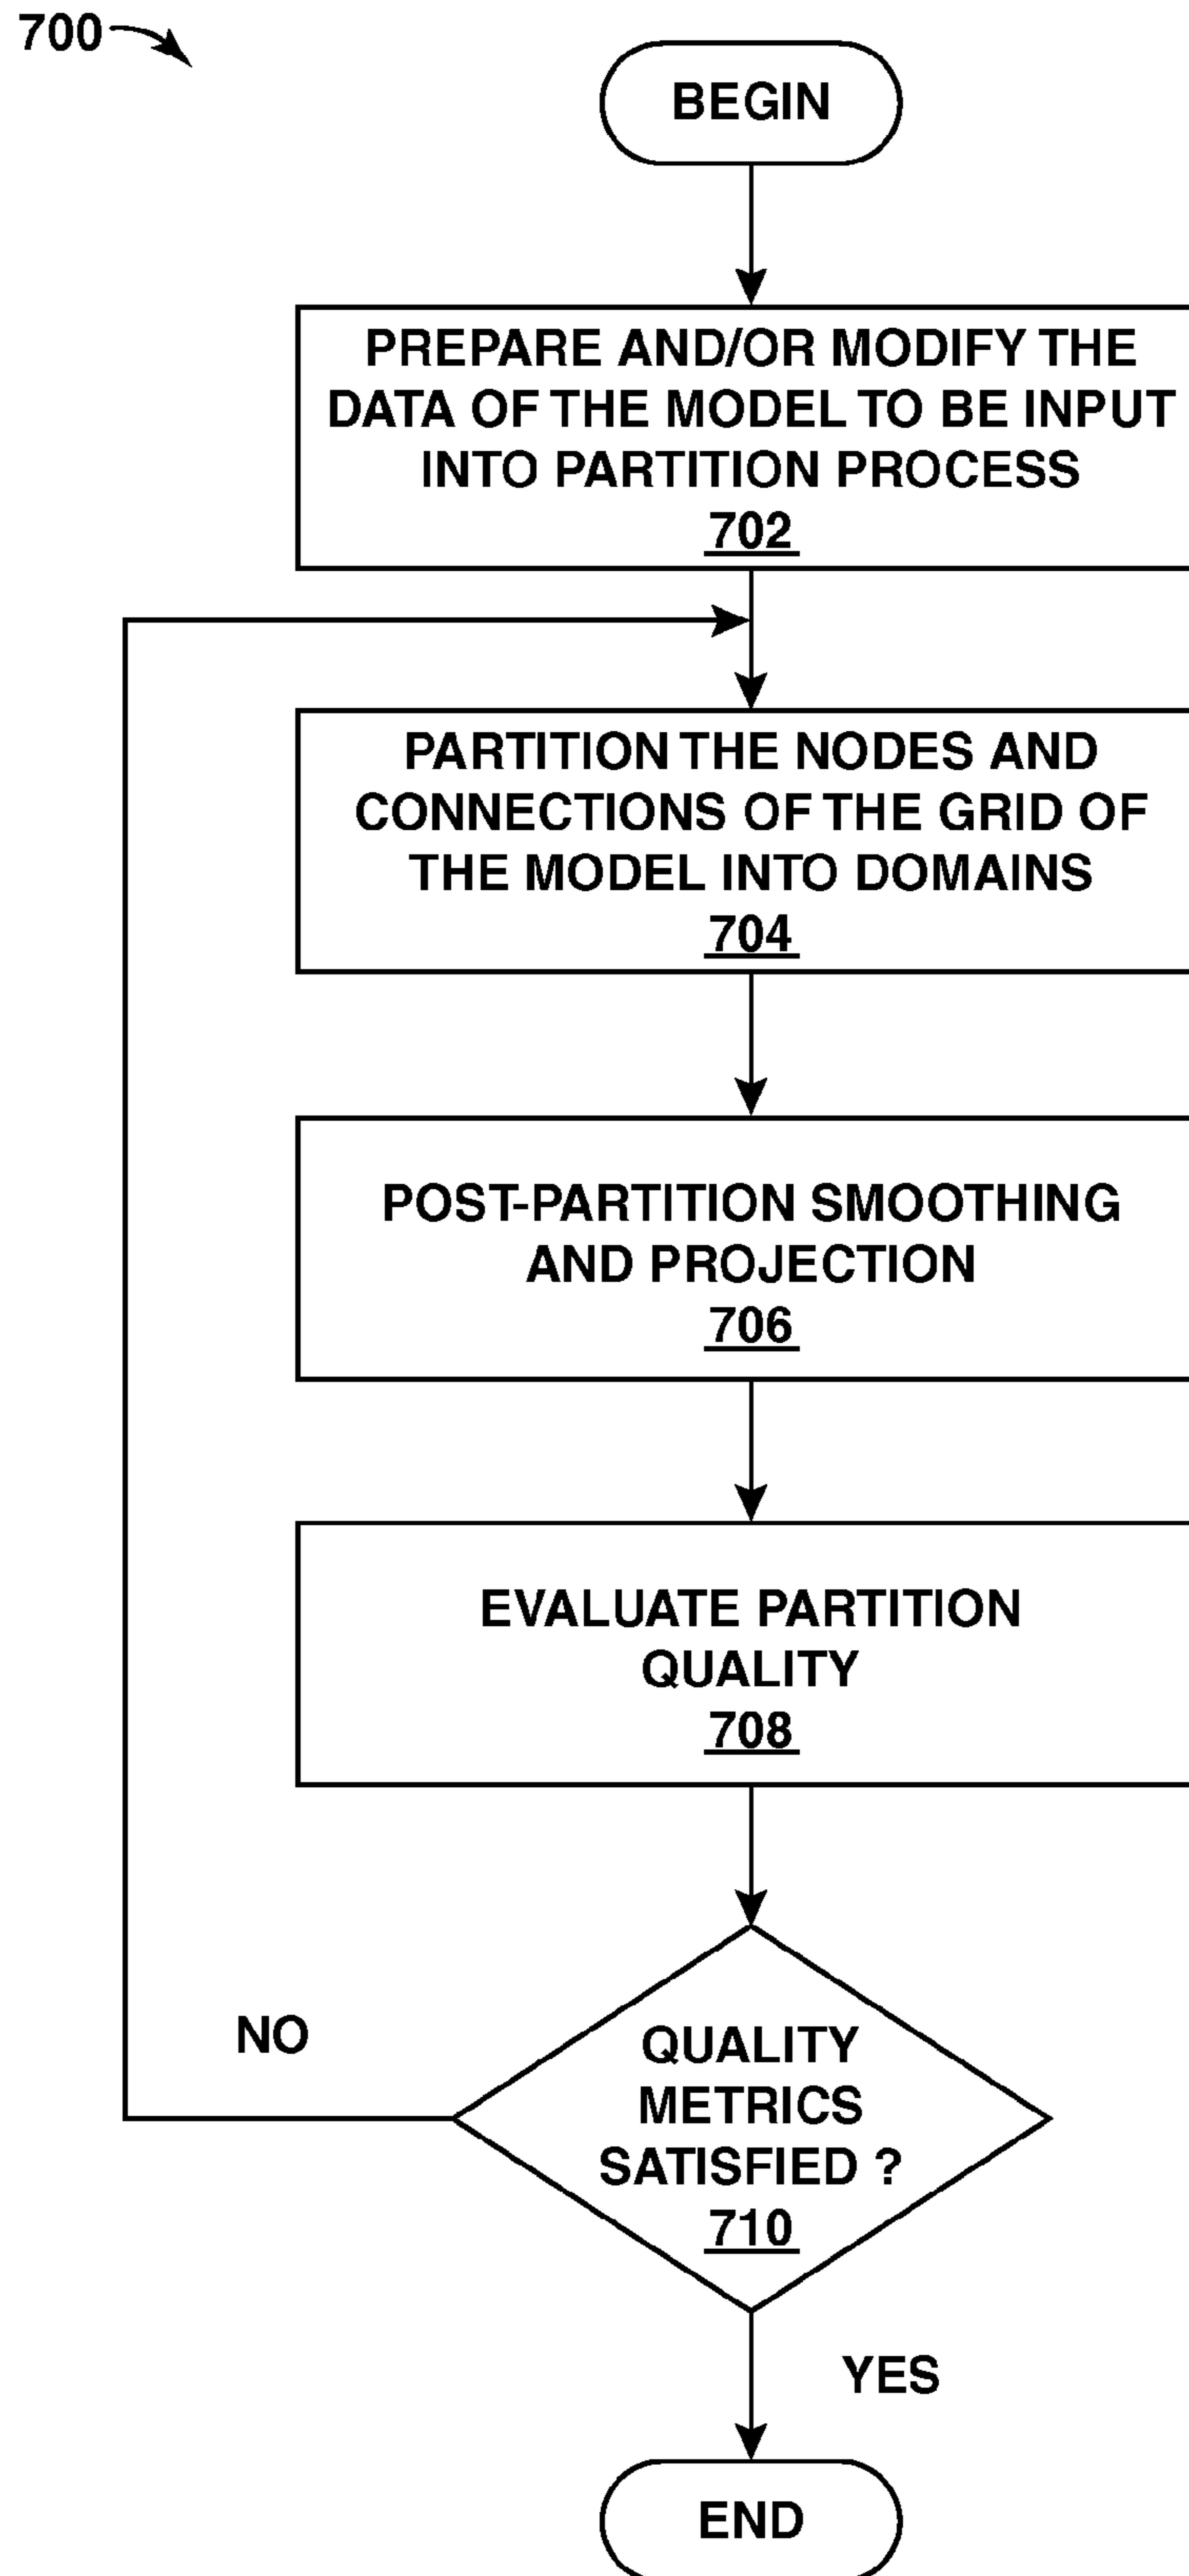 700
BEGIN
PREPARE AND/OR MODIFY THE
DATA OF THE MODEL TO BE INPUT
INTO PARTITION PROCESS
702
PARTITION THE NODES AND
CONNECTIONS OF THE GRID OF
THE MODEL INTO DOMAINS
704
POST-PARTITION SMOOTHING
AND PROJECTION
706
EVALUATE PARTITION
QUALITY
708
NO
QUALITY
METRICS
SATISFIED ?
710
YES
END